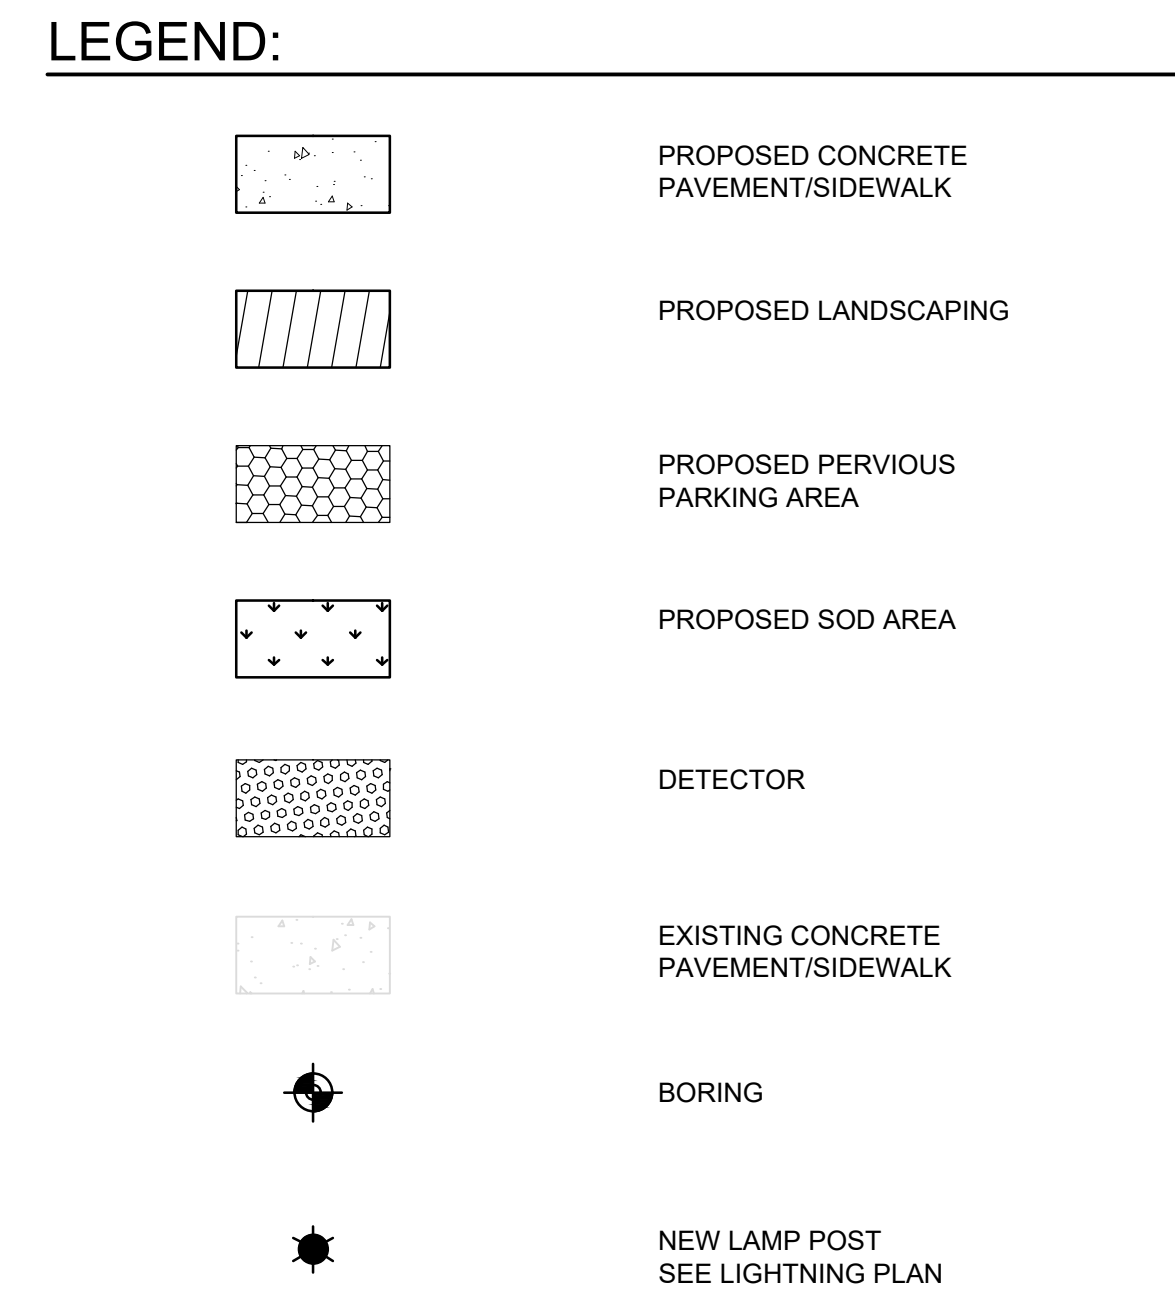 LEGEND:
PROPOSED CONCRETE
PAVEMENT/SIDEWALK
PROPOSED LANDSCAPING
PROPOSED PERVIOUS
PARKING AREA
PROPOSED SOD AREA
DETECTOR
EXISTING CONCRETE
PAVEMENT/SIDEWALK
BORING
NEW LAMP POST
SEE LIGHTNING PLAN